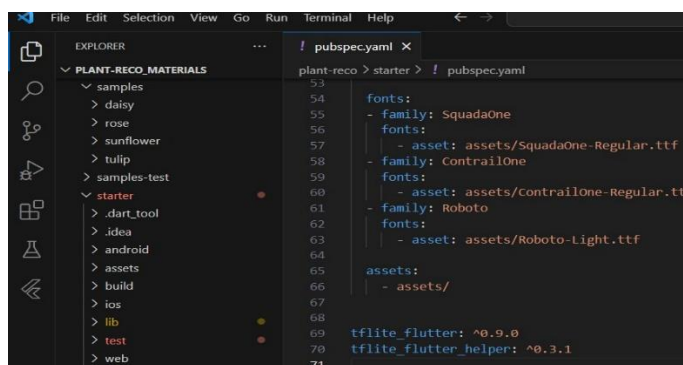 File Edit Selection View Go Run Terminal Help
EXPLORER
PLANT-RECO_MATERIALS
samples
daisy
rose
sunflower
tulip
samples-test
starter
.dart_tool
.idea
android
assets
build
ios
lib
test
web
pubspec.yaml
plant-reco > starter > ! pubspec.yaml
53
54 fonts:
55 - family: SquadaOne
56 fonts:
57 - asset: assets/SquadaOne-Regular.ttf
58 - family: ContrailOne
59 fonts:
60 - asset: assets/ContrailOne-Regular.tt
61 - family: Roboto
62 fonts:
63 - asset: assets/Roboto-Light.ttf
64
65 assets:
66 - assets/
67
68
69 tflite_flutter: ^0.9.0
70 tflite_flutter_helper: ^0.3.1
71